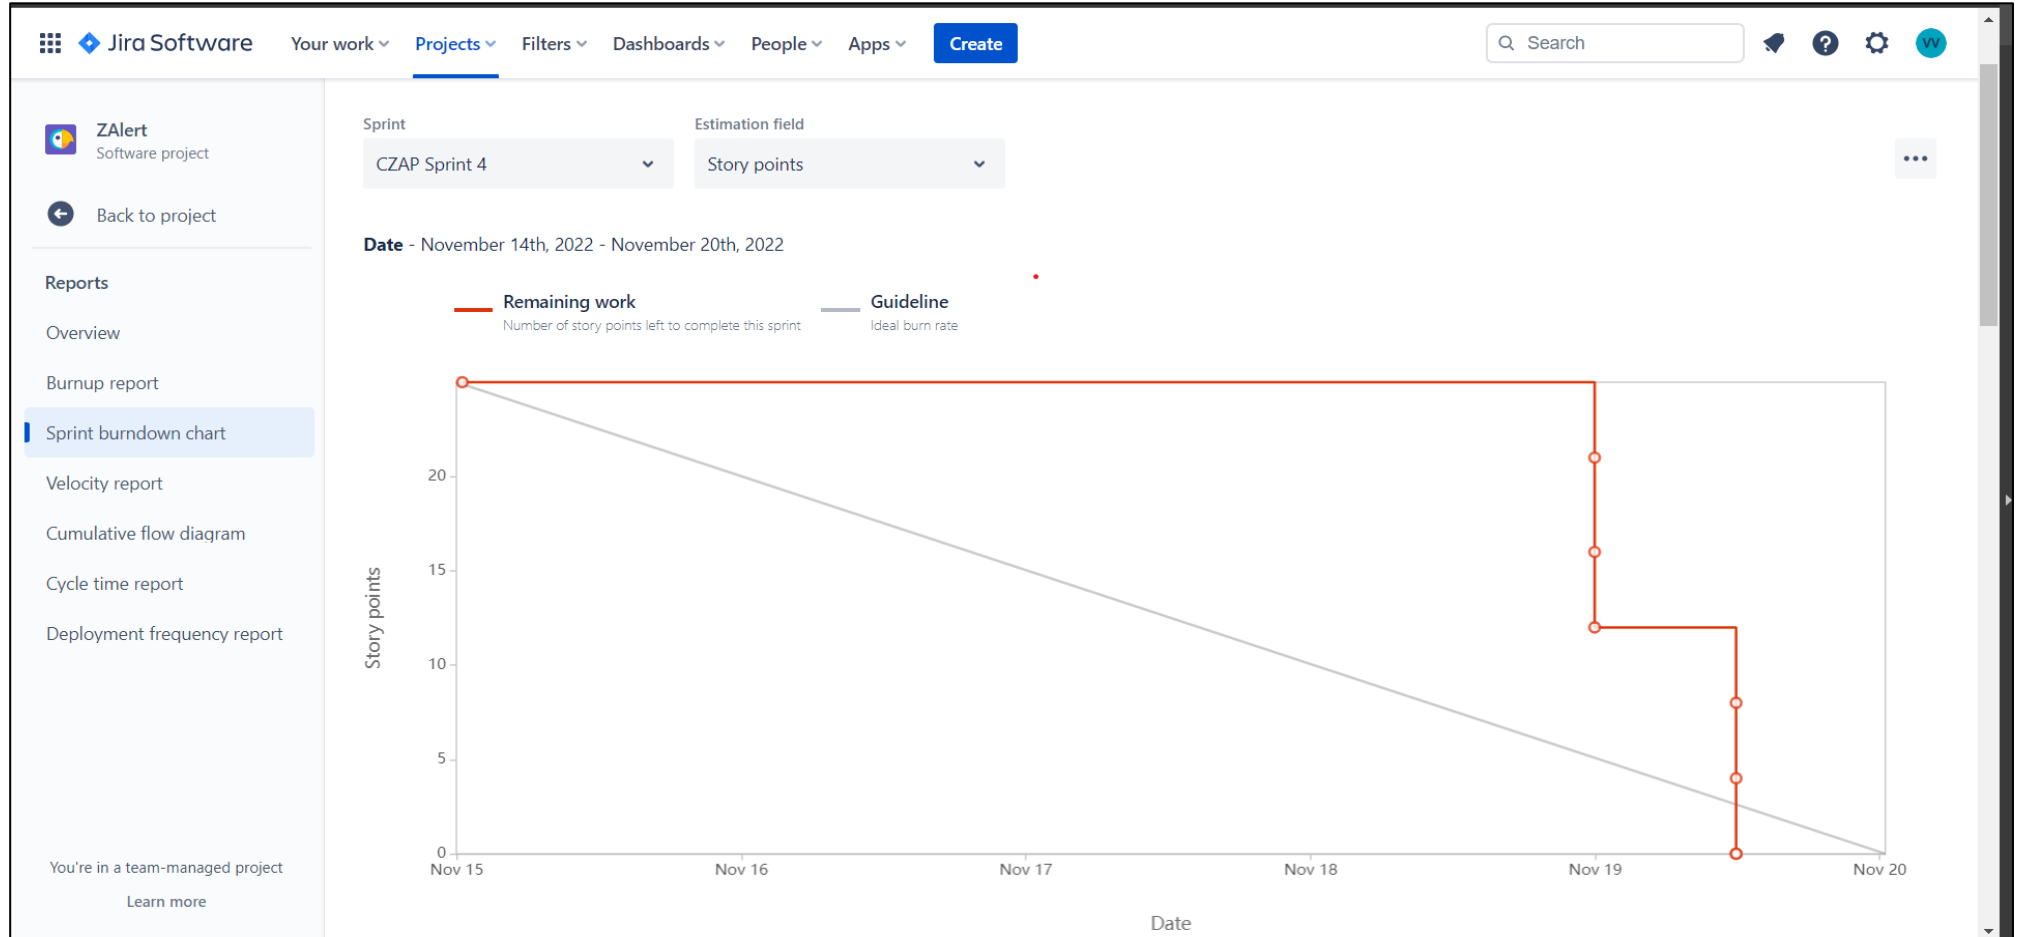 Jira Software Your work Projects Filters Dashboards People Apps Create Search VV
ZAlert
Software project
Back to project
Reports
Overview
Burnup report
Sprint burndown chart
Velocity report
Cumulative flow diagram
Cycle time report
Deployment frequency report
You're in a team-managed project
Learn more
Sprint Estimation field
CZAP Sprint 4 Story points
Date - November 14th, 2022 - November 20th, 2022
Remaining work Guideline
Number of story points left to complete this sprint Ideal burn rate
20
15
10
5
0
Story points
Nov 15 Nov 16 Nov 17 Nov 18 Nov 19 Nov 20
Date